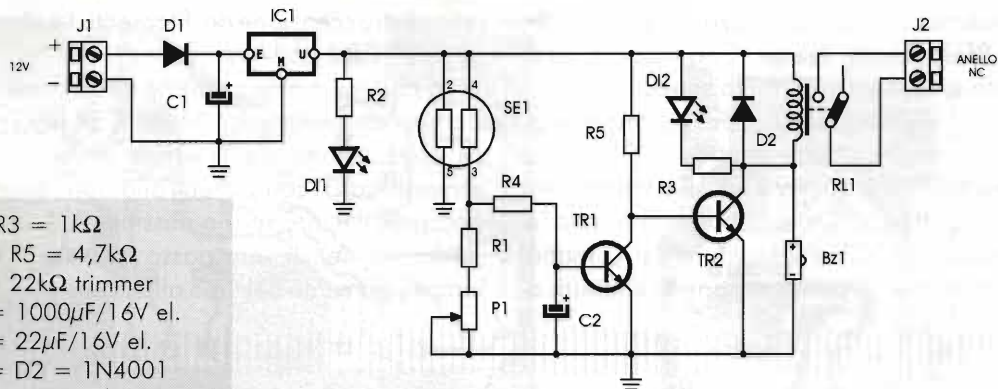 J1
D1
IC1
J2
+
12V
−
E
M
U
C1
+
R2
DI1
2
4
SE1
5
3
R4
R1
P1
+
C2
TR1
R5
DI2
D2
R3
TR2
RL1
+
-
Bz1
ANELLO
NC
R3 = 1kΩ
R5 = 4,7kΩ
22kΩ trimmer
= 1000µF/16V el.
= 22µF/16V el.
= D2 = 1N4001